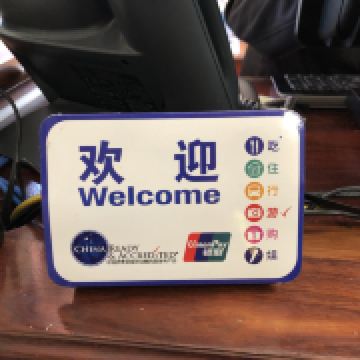 欢 迎
Welcome
吃
住
行
游
购
娱
CHINA READY
& ACCREDITED
UnionPay
银联